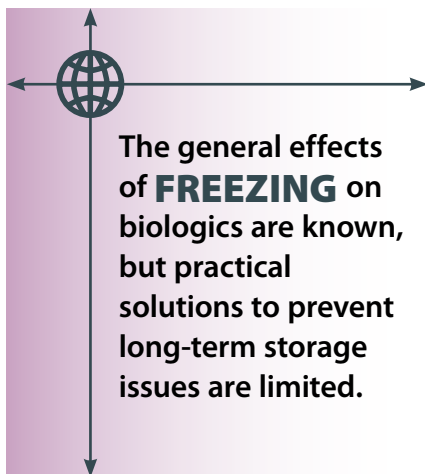 The general effects
of FREEZING on
biologics are known,
but practical
solutions to prevent
long-term storage
issues are limited.